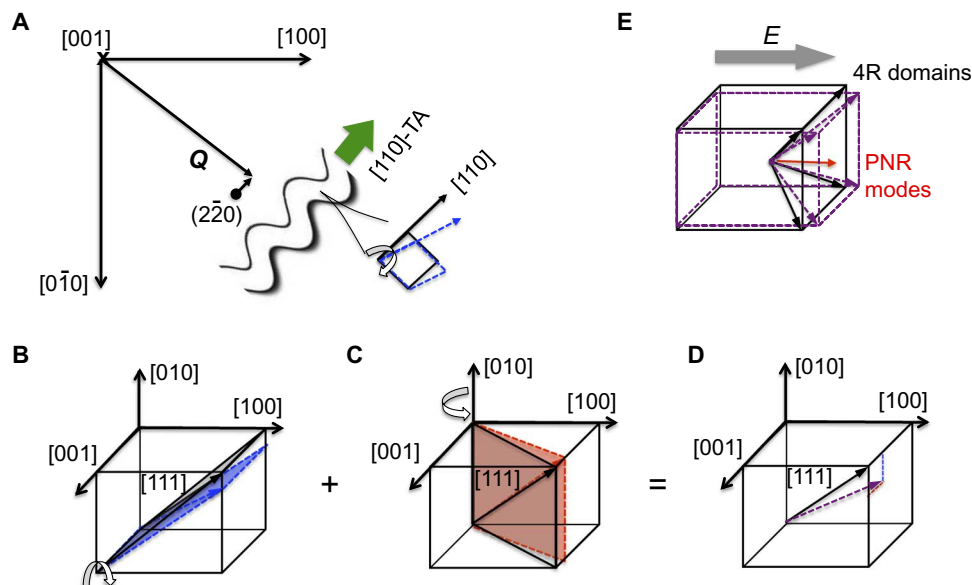 A
[001]
[100]
Q
(22̅0)
[01̅0]
[110]-TA
[110]
E
E
4R domains
PNR
modes
B
[010]
[100]
[001]
[111]
+
C
[010]
[100]
[001]
[111]
=
D
[010]
[100]
[001]
[111]